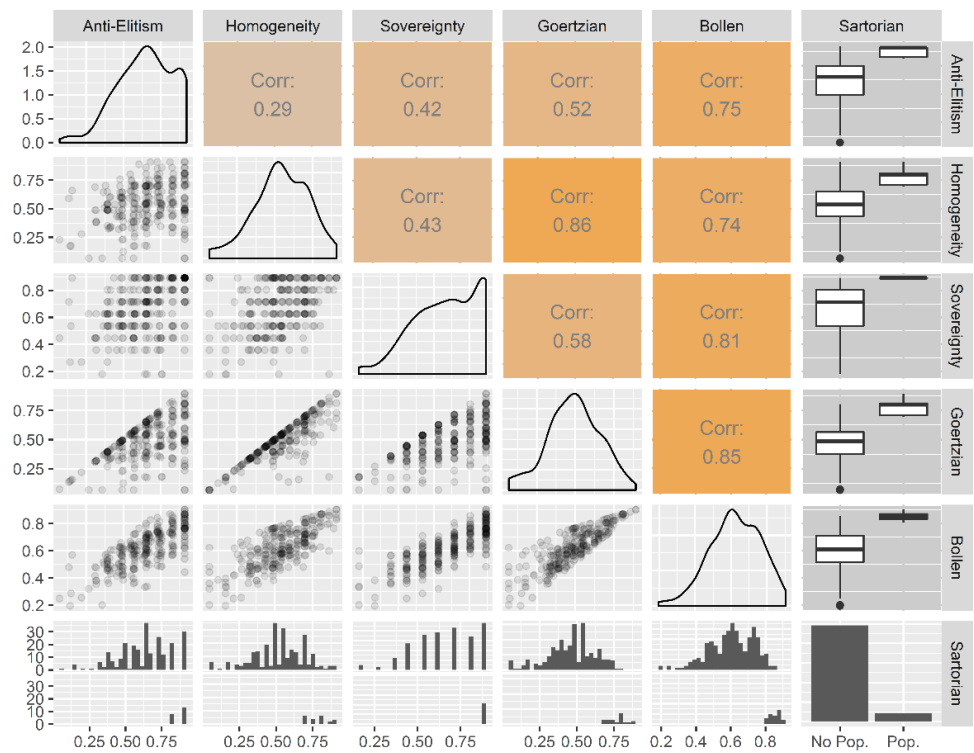 Anti-Elitism Homogeneity Sovereignty Goertzian Bollen Sartorian
2.0
1.5
1.0
0.5
0.0
Corr:
0.29
Corr:
0.42
Corr:
0.52
Corr:
0.75
Anti-Elitism
0.75
0.50
0.25
Corr:
0.43
Corr:
0.86
Corr:
0.74
Homogeneity
0.8
0.6
0.4
0.2
Corr:
0.58
Corr:
0.81
Sovereignty
0.75
0.50
0.25
Corr:
0.85
Goertzian
0.8
0.6
0.4
0.2
Bollen
30
20
10
0
30
20
10
0
Sartorian
0.25 0.50 0.75 0.25 0.50 0.75 0.25 0.50 0.75 0.25 0.50 0.75 0.2 0.4 0.6 0.8 No Pop. Pop.